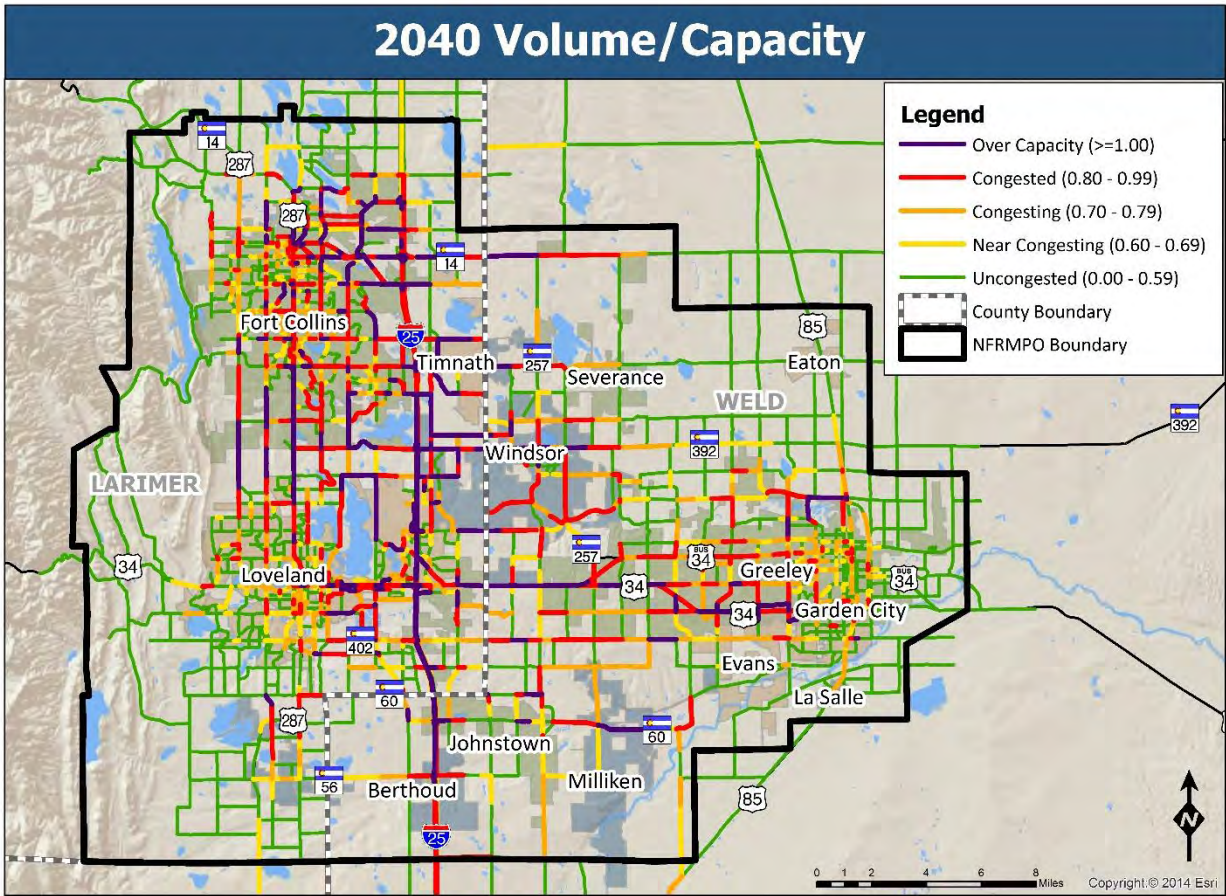 2040 Volume/Capacity
Legend
Over Capacity (>=1.00)
Congested (0.80 - 0.99)
Congesting (0.70 - 0.79)
Near Congesting (0.60 - 0.69)
Uncongested (0.00 - 0.59)
County Boundary
NFRMPO Boundary
14
287
287
14
Fort Collins
25
85
Timnath
257
Eaton
Severance
WELD
392
392
Windsor
LARIMER
257
BUS
34
34
Loveland
34
Greeley
BUS
34
34
Garden City
402
Evans
60
La Salle
287
60
Johnstown
56
Berthoud
Milliken
85
25
N
0 1 2 4 6 8
Miles
Copyright:© 2014 Esri